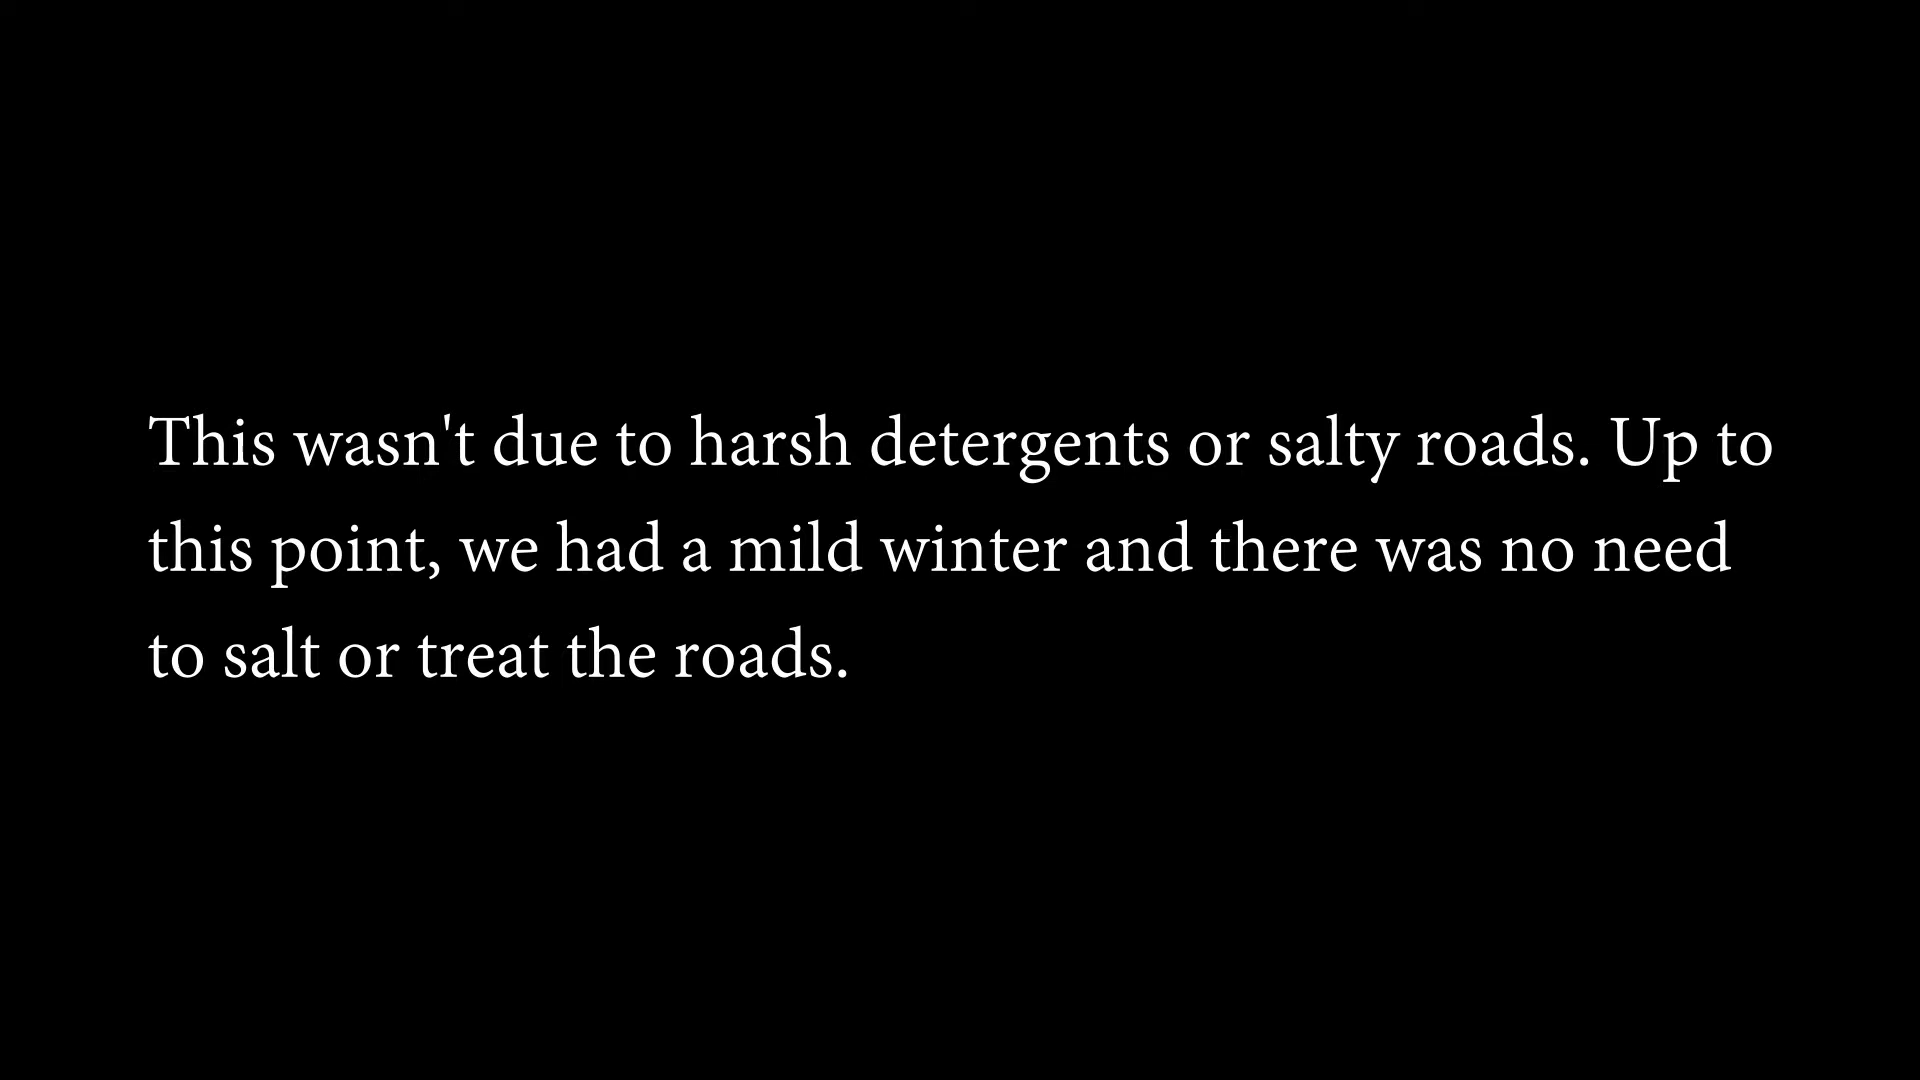 This wasn't due to harsh detergents or salty roads. Up to
this point, we had a mild winter and there was no need
to salt or treat the roads.